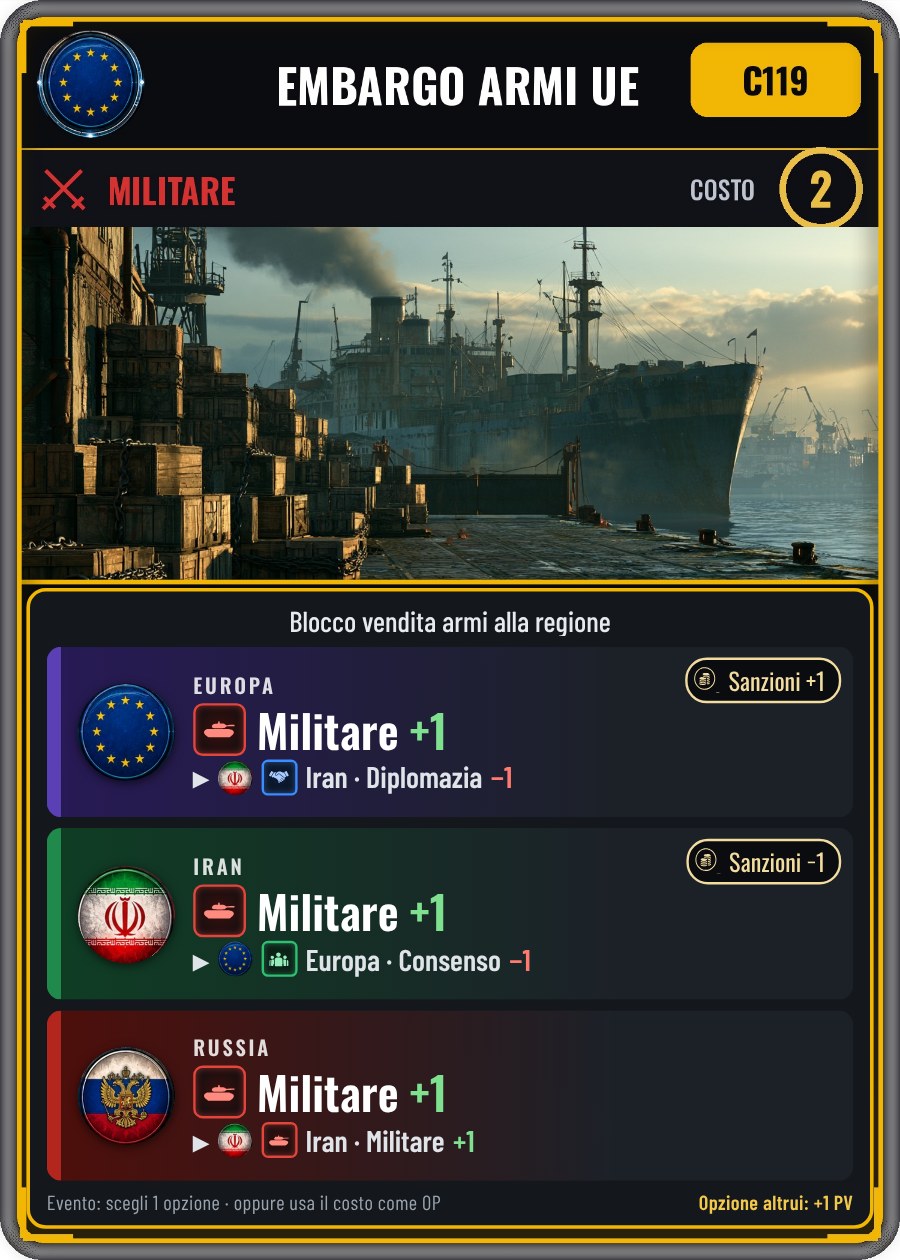 EMBARGO ARMI UE
C119
MILITARE
COSTO
2
Blocco vendita armi alla regione
EUROPA
Sanzioni +1
Militare +1
▶ Iran · Diplomazia −1
IRAN
Sanzioni −1
Militare +1
▶ Europa · Consenso −1
RUSSIA
Militare +1
▶ Iran · Militare +1
Evento: scegli 1 opzione · oppure usa il costo come OP
Opzione altrui: +1 PV